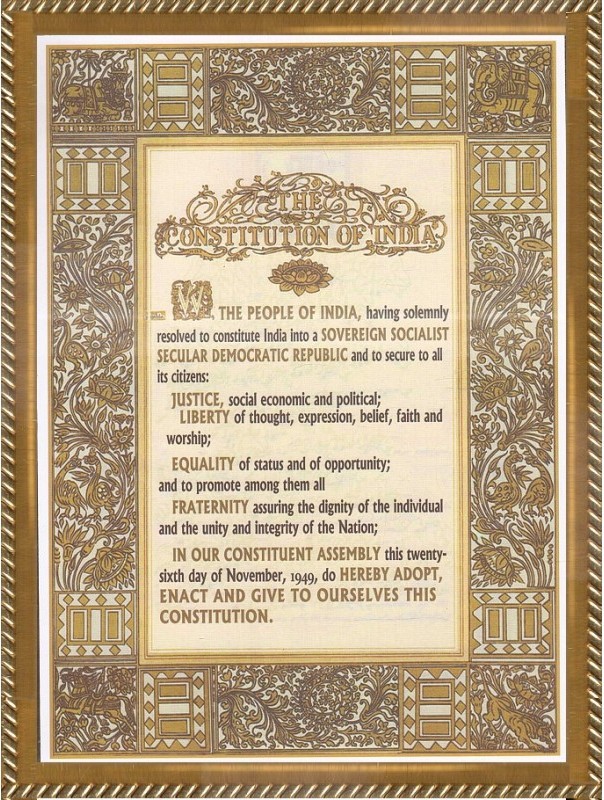 THE
CONSTITUTION OF INDIA
WE, THE PEOPLE OF INDIA, having solemnly
resolved to constitute India into a SOVEREIGN SOCIALIST
SECULAR DEMOCRATIC REPUBLIC and to secure to all
its citizens:
JUSTICE, social economic and political;
LIBERTY of thought, expression, belief, faith and
worship;
EQUALITY of status and of opportunity;
and to promote among them all
FRATERNITY assuring the dignity of the individual
and the unity and integrity of the Nation;
IN OUR CONSTITUENT ASSEMBLY this twenty-
sixth day of November, 1949, do HEREBY ADOPT,
ENACT AND GIVE TO OURSELVES THIS
CONSTITUTION.